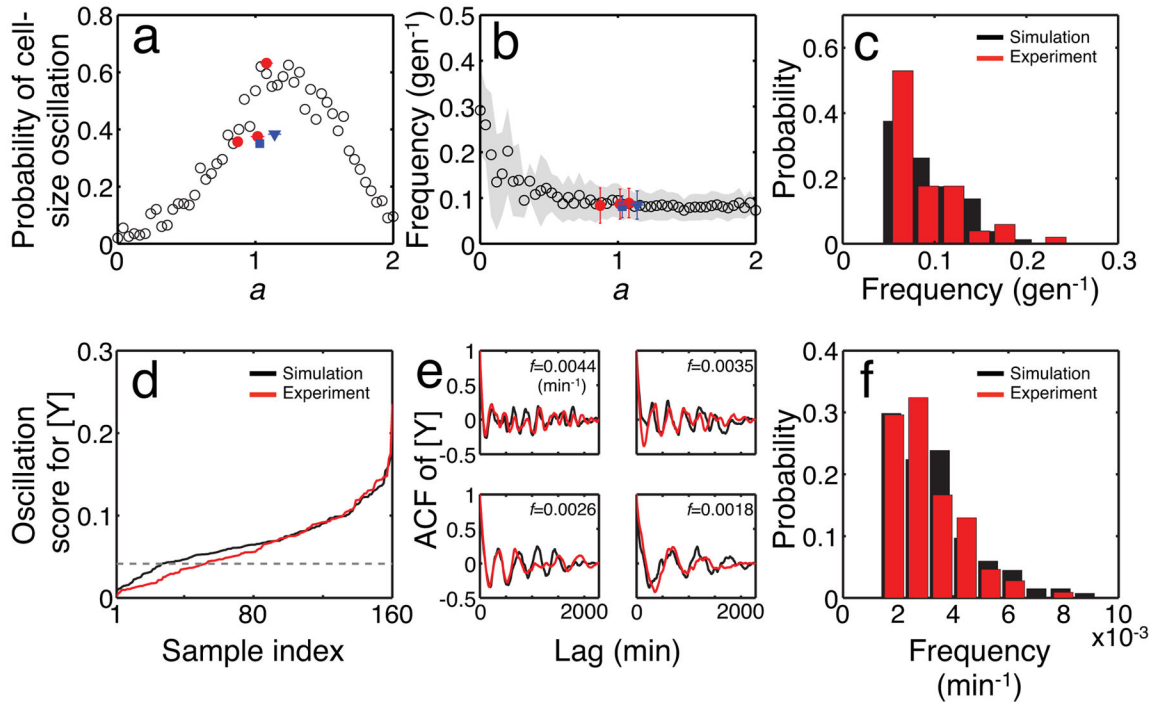 a
Probability of cell-
size oscillation
0.8
0.6
0.4
0.2
0
0
1
2
a
b
Frequency (gen-1)
0.5
0.4
0.3
0.2
0.1
0
0
1
2
a
c
Probability
0.6
0.4
0.2
0
0
0.1
0.2
0.3
Simulation
Experiment
Frequency (gen-1)
d
Oscillation
score for [Y]
0.3
0.2
0.1
0
1
80
160
Simulation
Experiment
Sample index
e
ACF of [Y]
1
0.5
0
-0.5
f=0.0044
(min-1)
f=0.0035
1
0.5
0
-0.5
f=0.0026
f=0.0018
0
2000
0
2000
Lag (min)
f
Probability
0.3
0.2
0.1
0
0
2
4
6
8
10
x10-3
Simulation
Experiment
Frequency
(min-1)